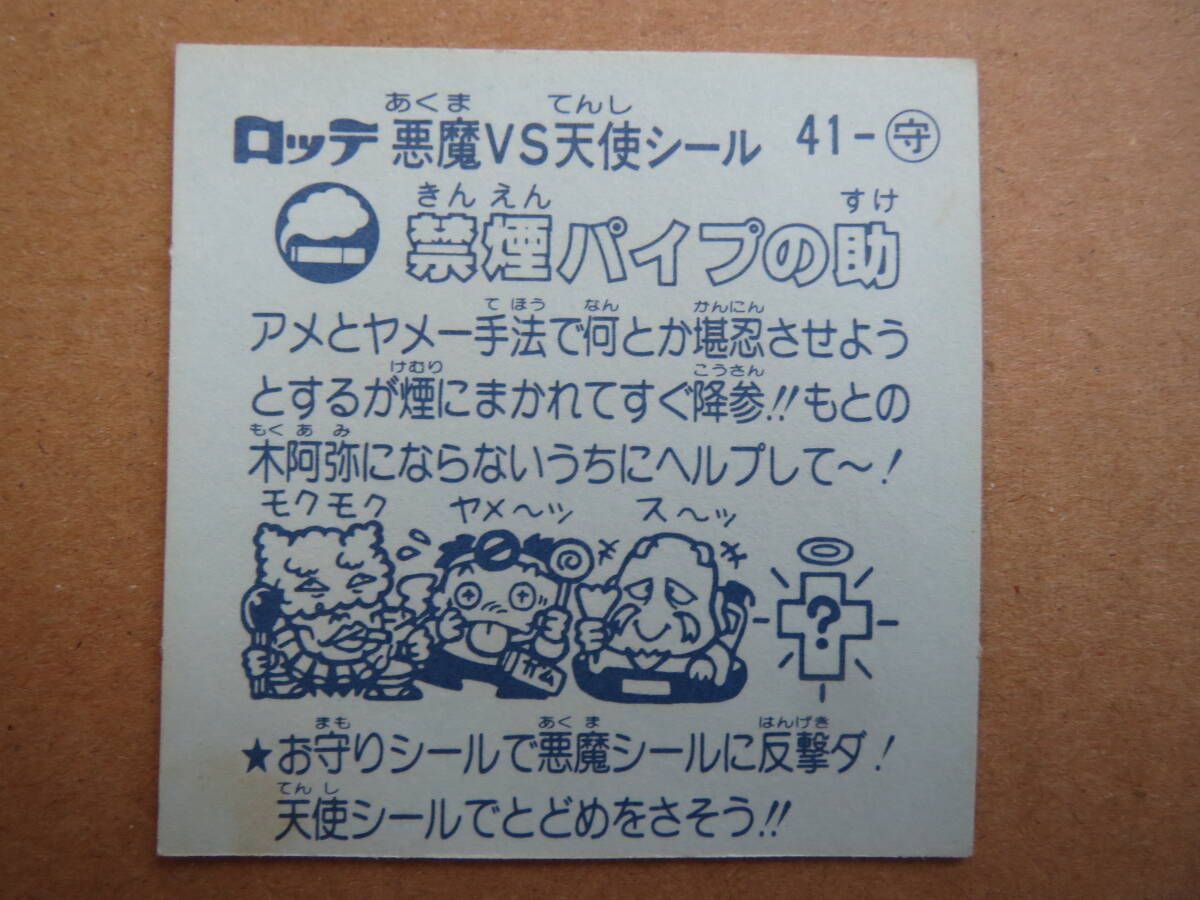 あくま てんし
ロッテ 悪魔VS天使シール 41-守
きんえん すけ
禁煙パイプの助
てほう なん かんにん
アメとヤメー手法で何とか堪忍させよう
けむり こうさん
とするが煙にまかれてすぐ降参!!もとの
もくあみ
木阿弥にならないうちにヘルプして〜!
モクモク ヤメ〜ッ ス〜ッ
?
ガム
まも あくま はんげき
★お守りシールで悪魔シールに反撃ダ!
てんし
天使シールでとどめをさそう!!